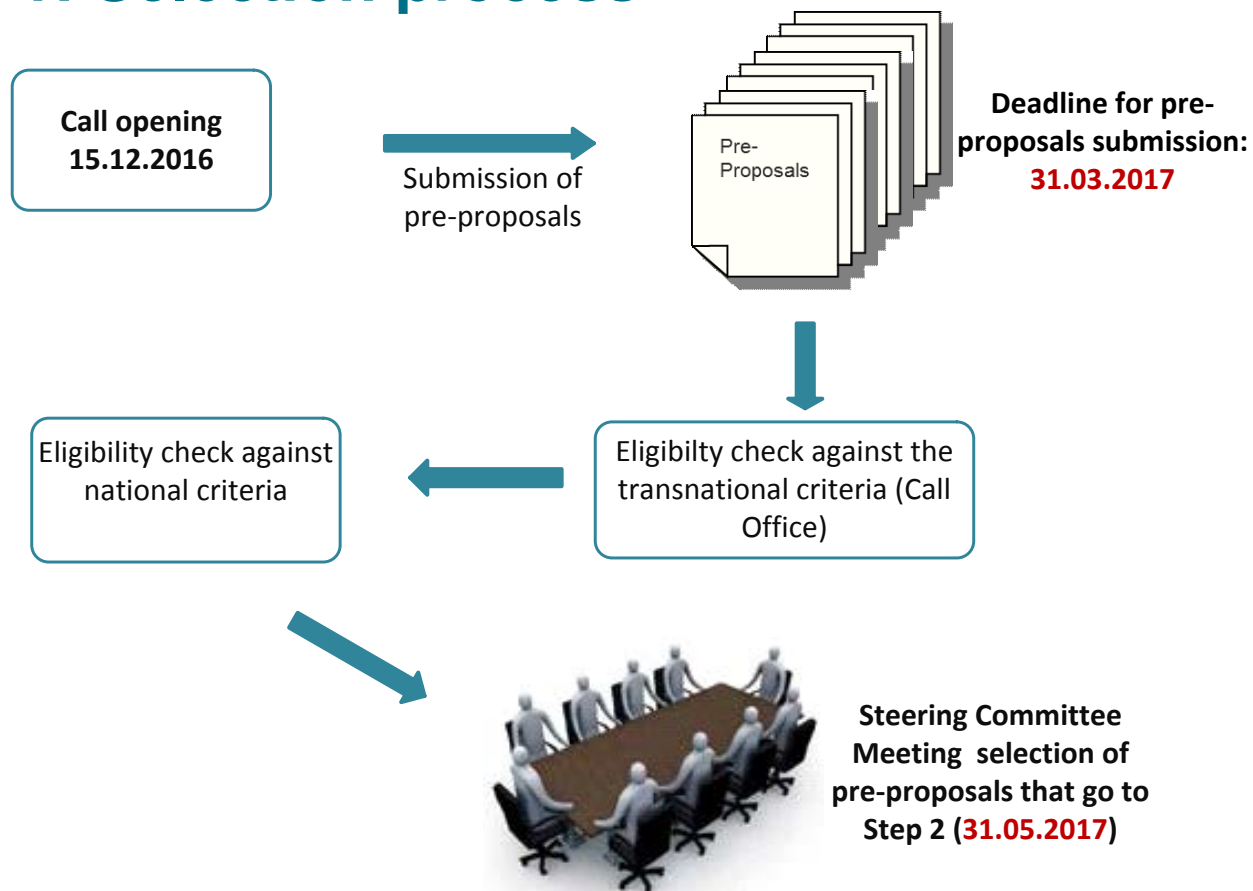 Call opening
15.12.2016
Submission of
pre-proposals
Pre-
Proposals
Deadline for pre-
proposals submission:
31.03.2017
Eligibilty check against the
transnational criteria (Call
Office)
Eligibility check against
national criteria
Steering Committee
Meeting selection of
pre-proposals that go to
Step 2 (31.05.2017)